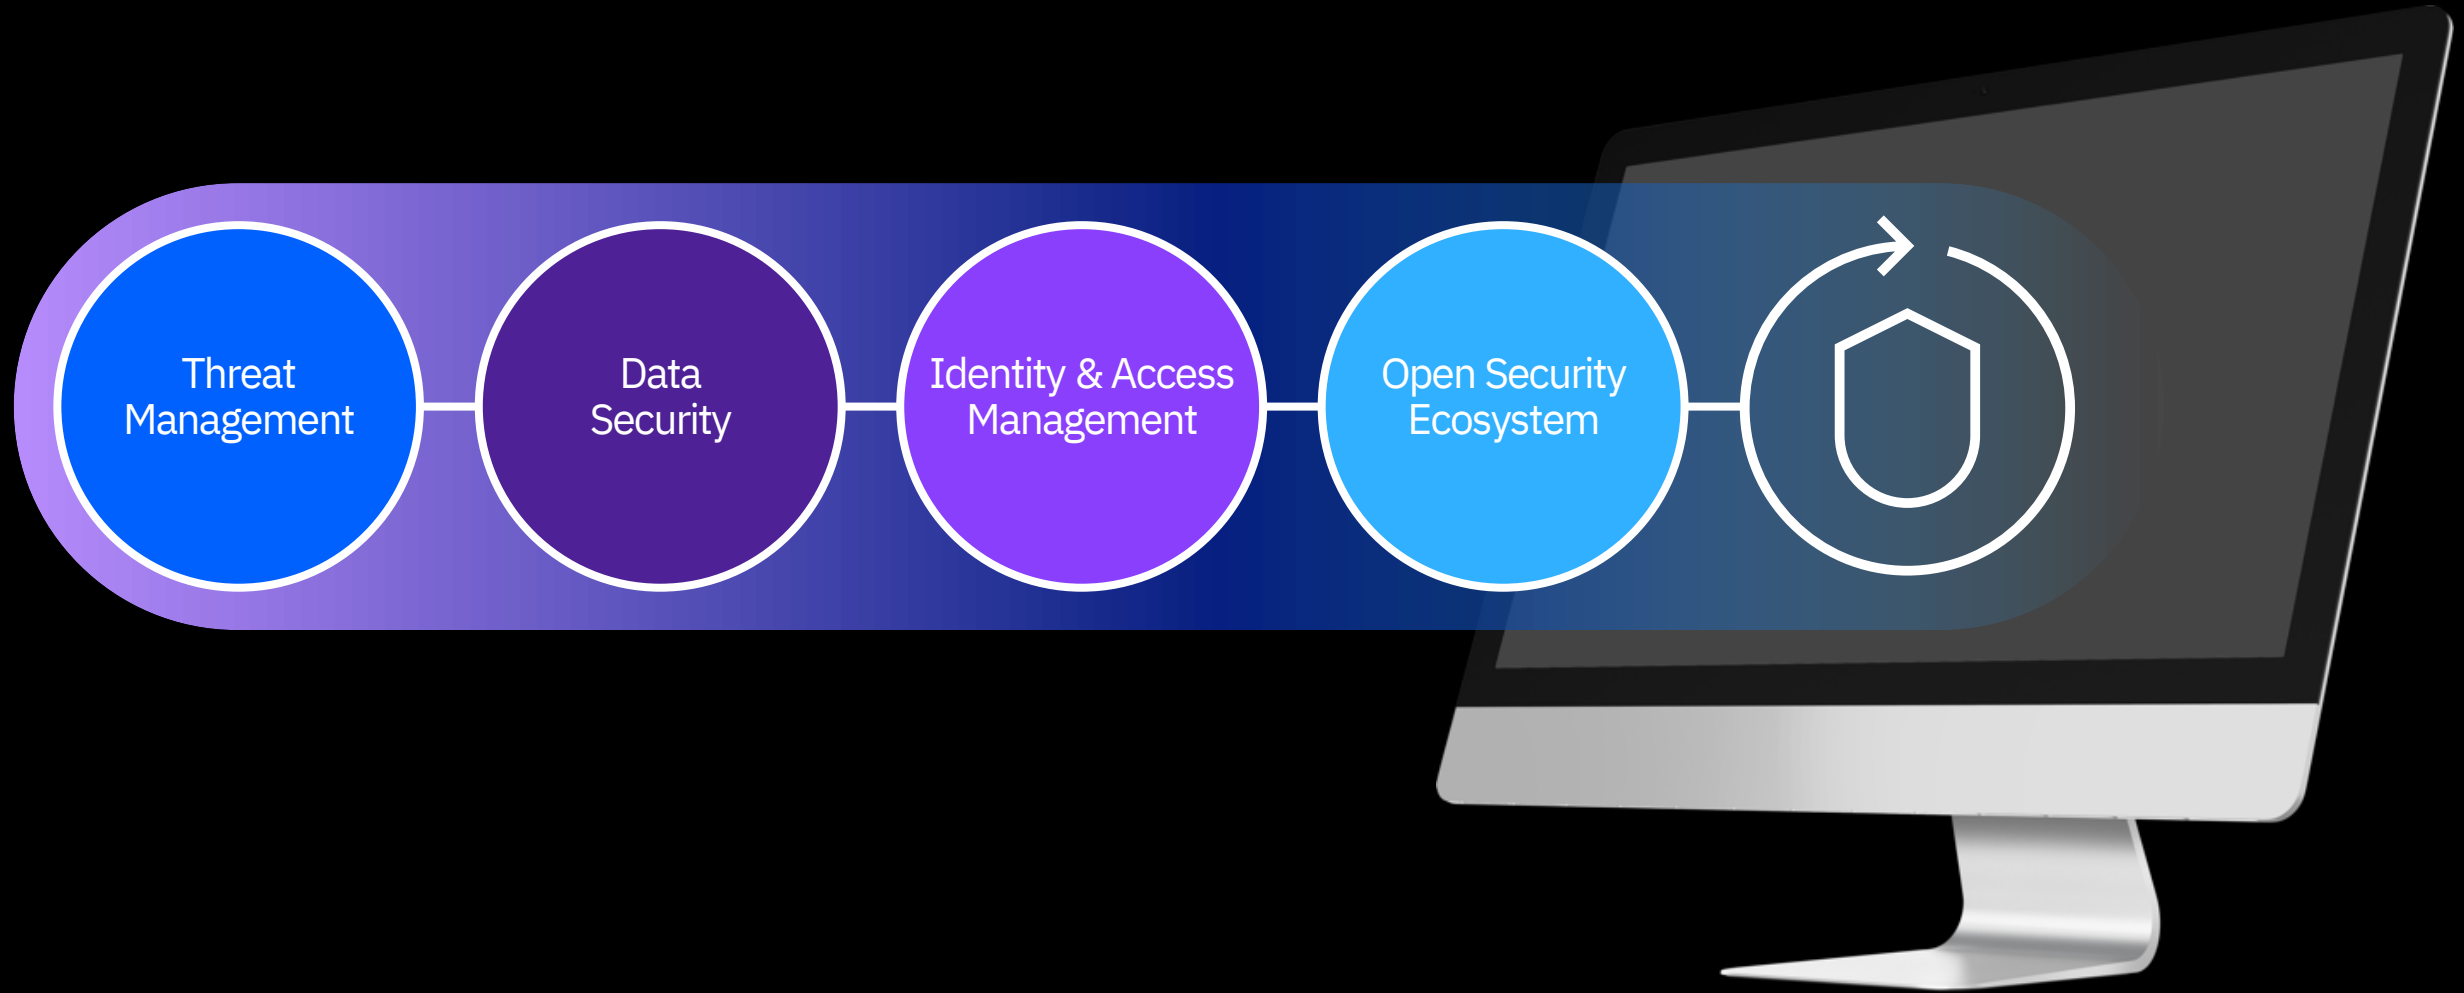 Threat
Management
Data
Security
Identity & Access
Management
Open Security
Ecosystem